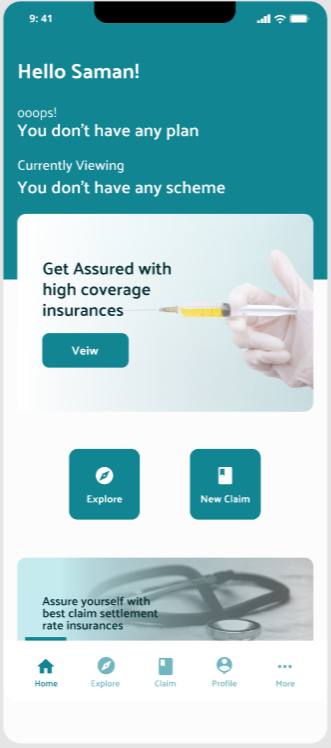 9: 41
Hello Saman!
ooops!
You don't have any plan
Currently Viewing
You don't have any scheme
Get Assured with
high coverage
insurances
Veiw
Explore
New Claim
Assure yourself with
best claim settlement
rate insurances
Home
Explore
Claim
Profile
More